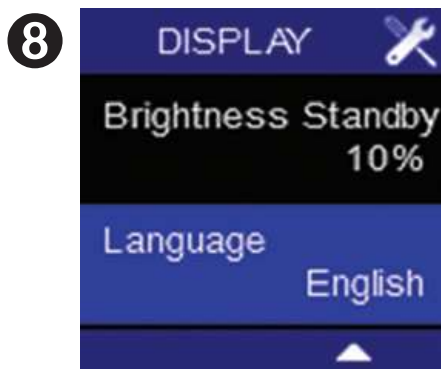 8
DISPLAY
Brightness Standby
10%
Language
English